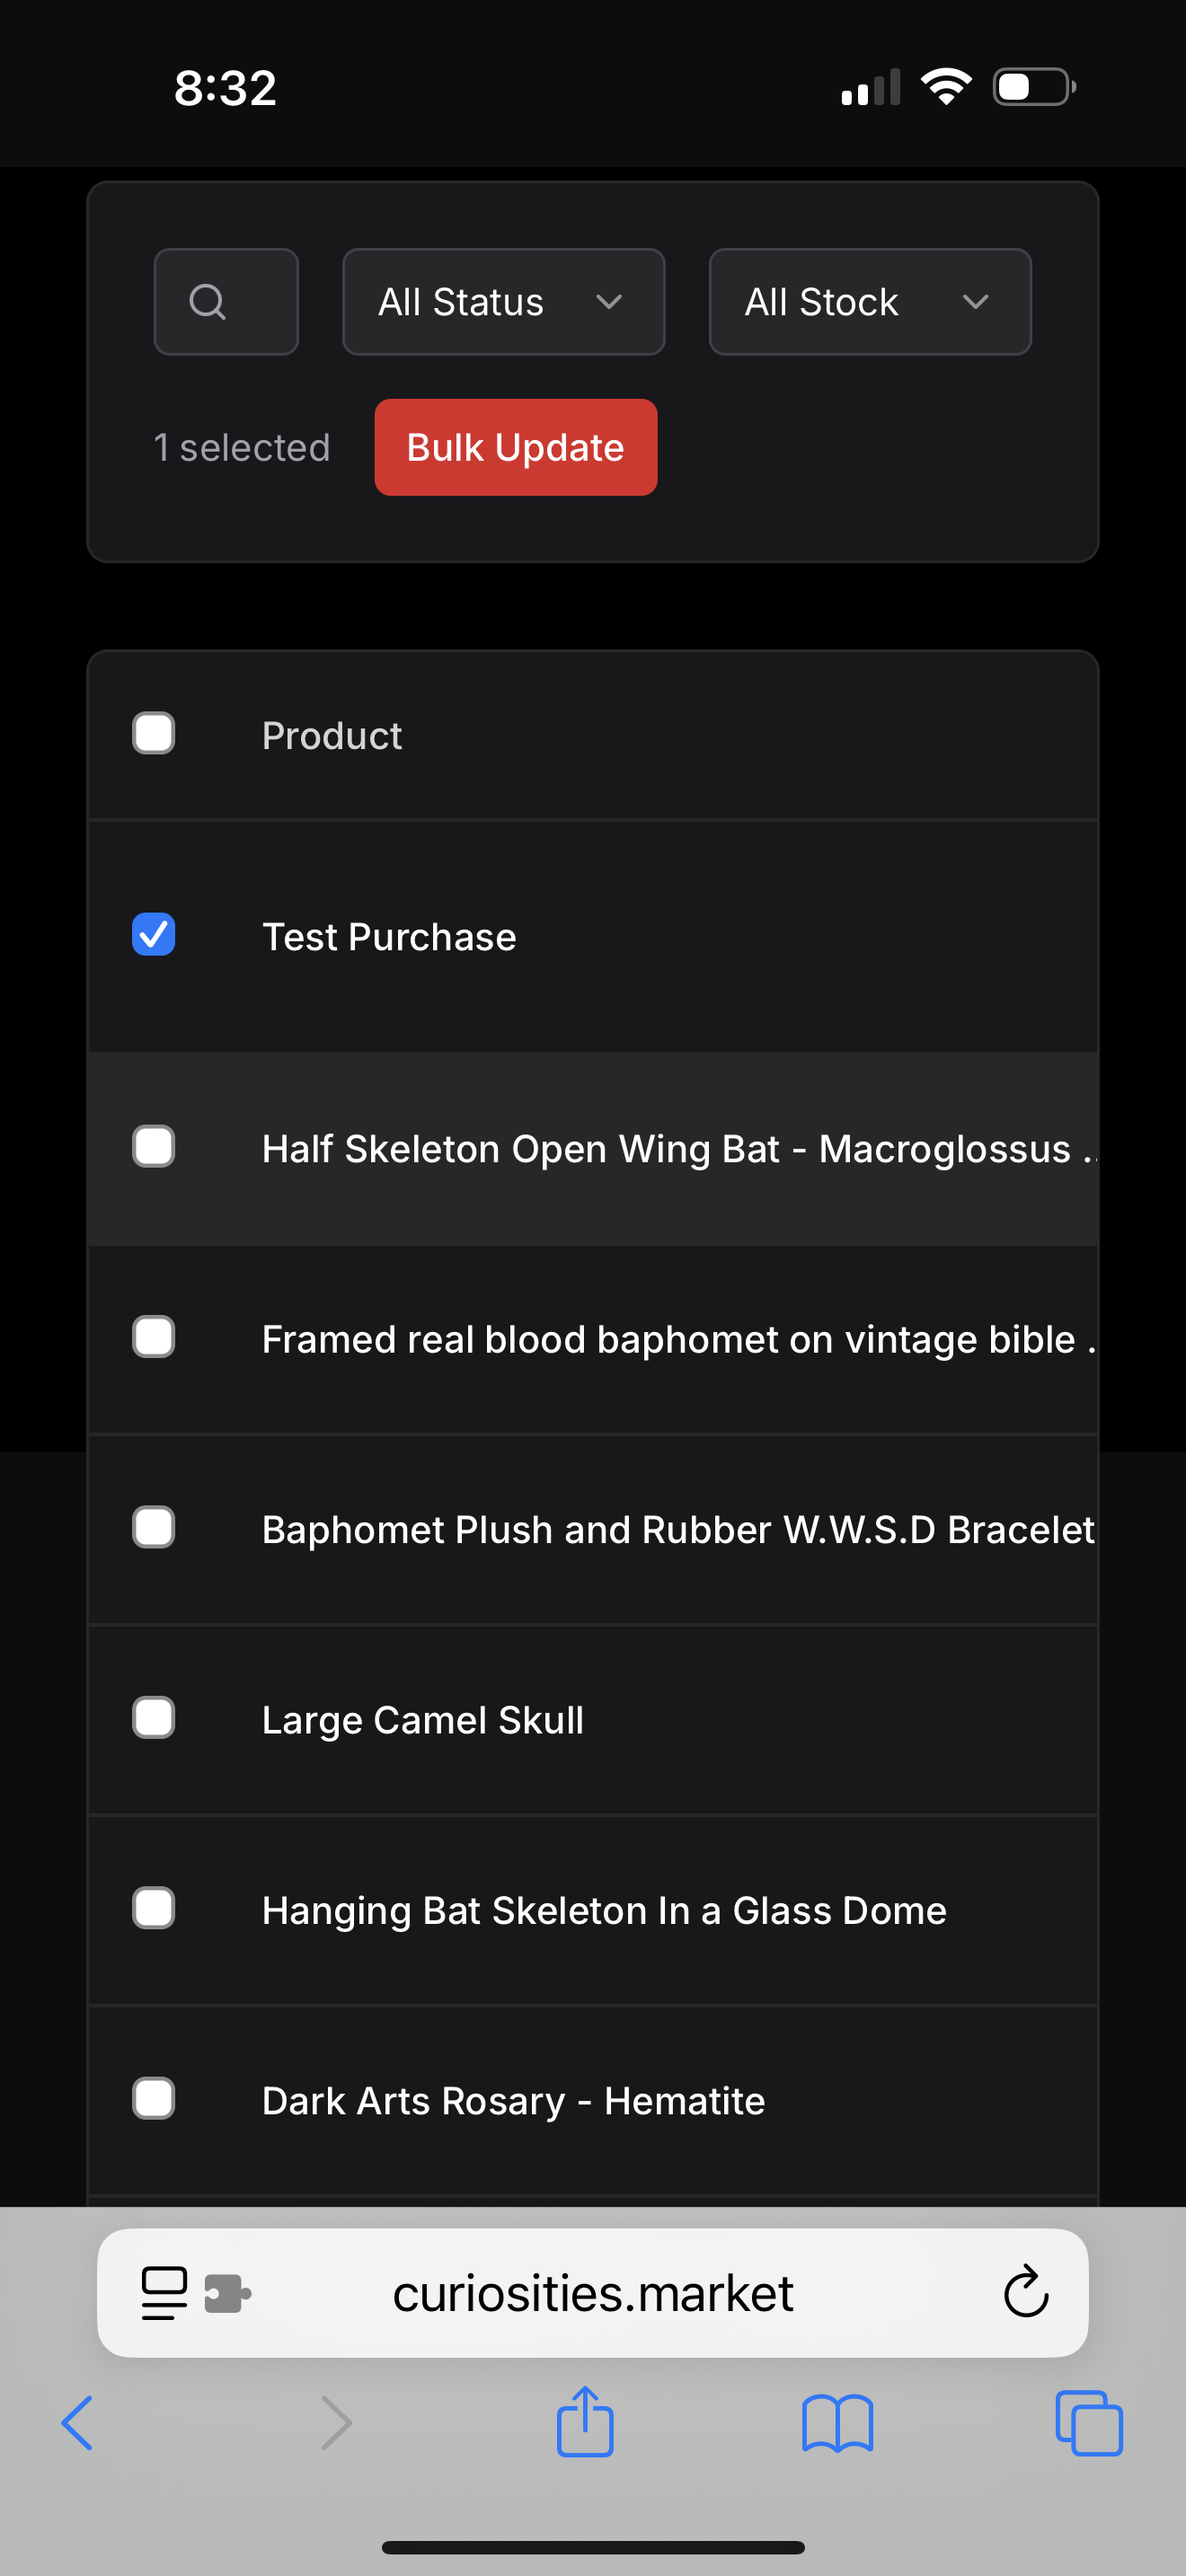 8:32
All Status
All Stock
1 selected
Bulk Update
Product
Test Purchase
Half Skeleton Open Wing Bat - Macroglossus ..
Framed real blood baphomet on vintage bible .
Baphomet Plush and Rubber W.W.S.D Bracelet
Large Camel Skull
Hanging Bat Skeleton In a Glass Dome
Dark Arts Rosary - Hematite
curiosities.market